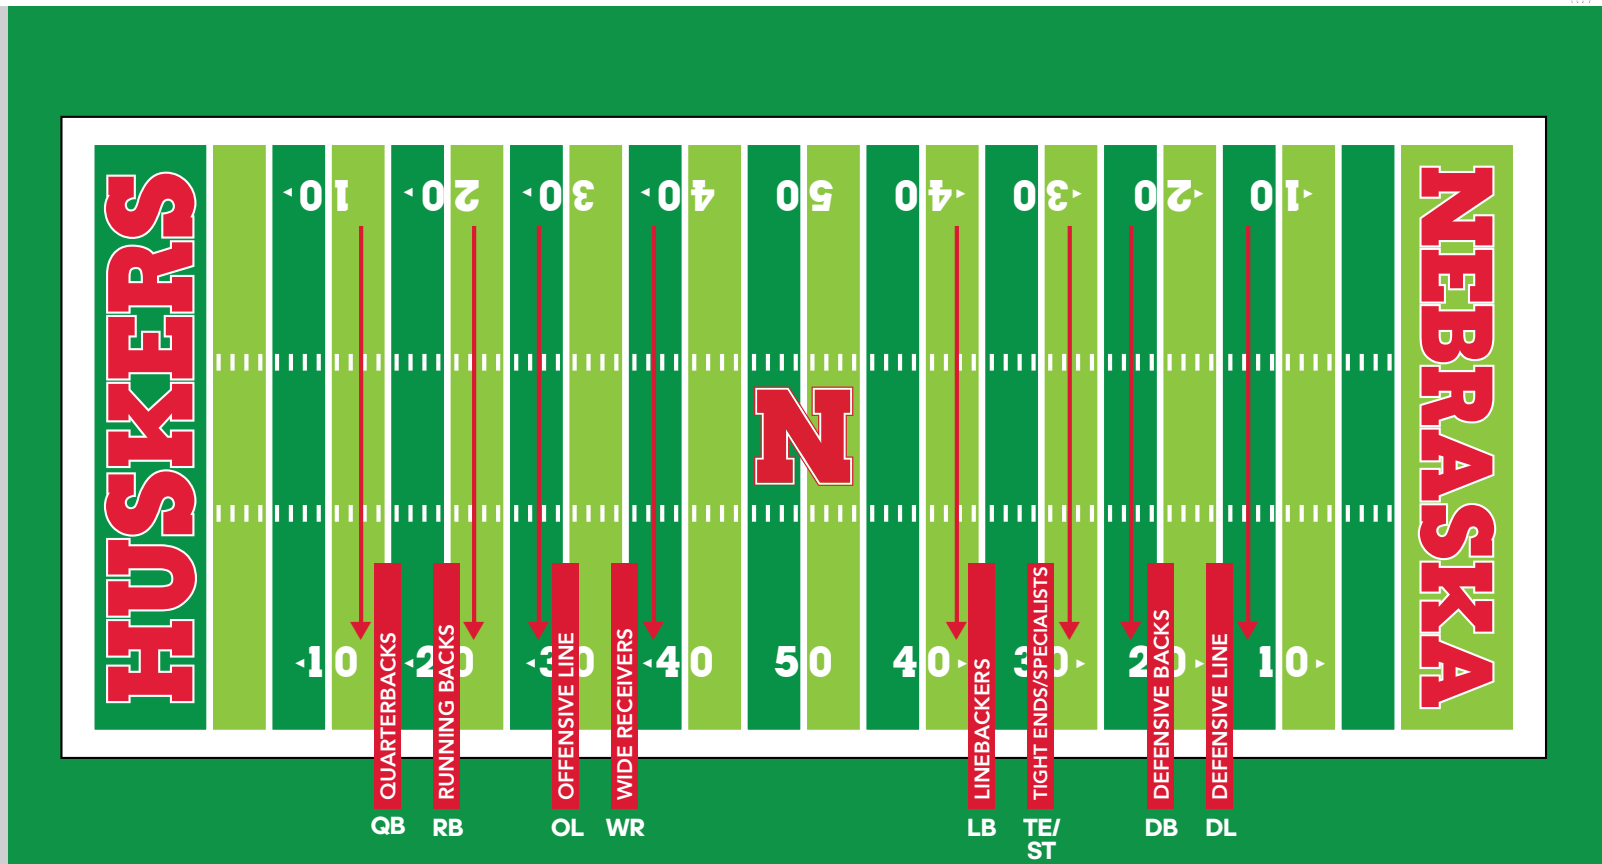 HUSKERS
10 20 30 40 50 40 30 20 10
N
10 20 30 40 50 40 30 20 10
QUARTERBACKS
RUNNING BACKS
OFFENSIVE LINE
WIDE RECEIVERS
LINEBACKERS
TIGHT ENDS/SPECIALISTS
DEFENSIVE BACKS
DEFENSIVE LINE
QB
RB
OL
WR
LB
TE/
ST
DB
DL
NEBRASKA